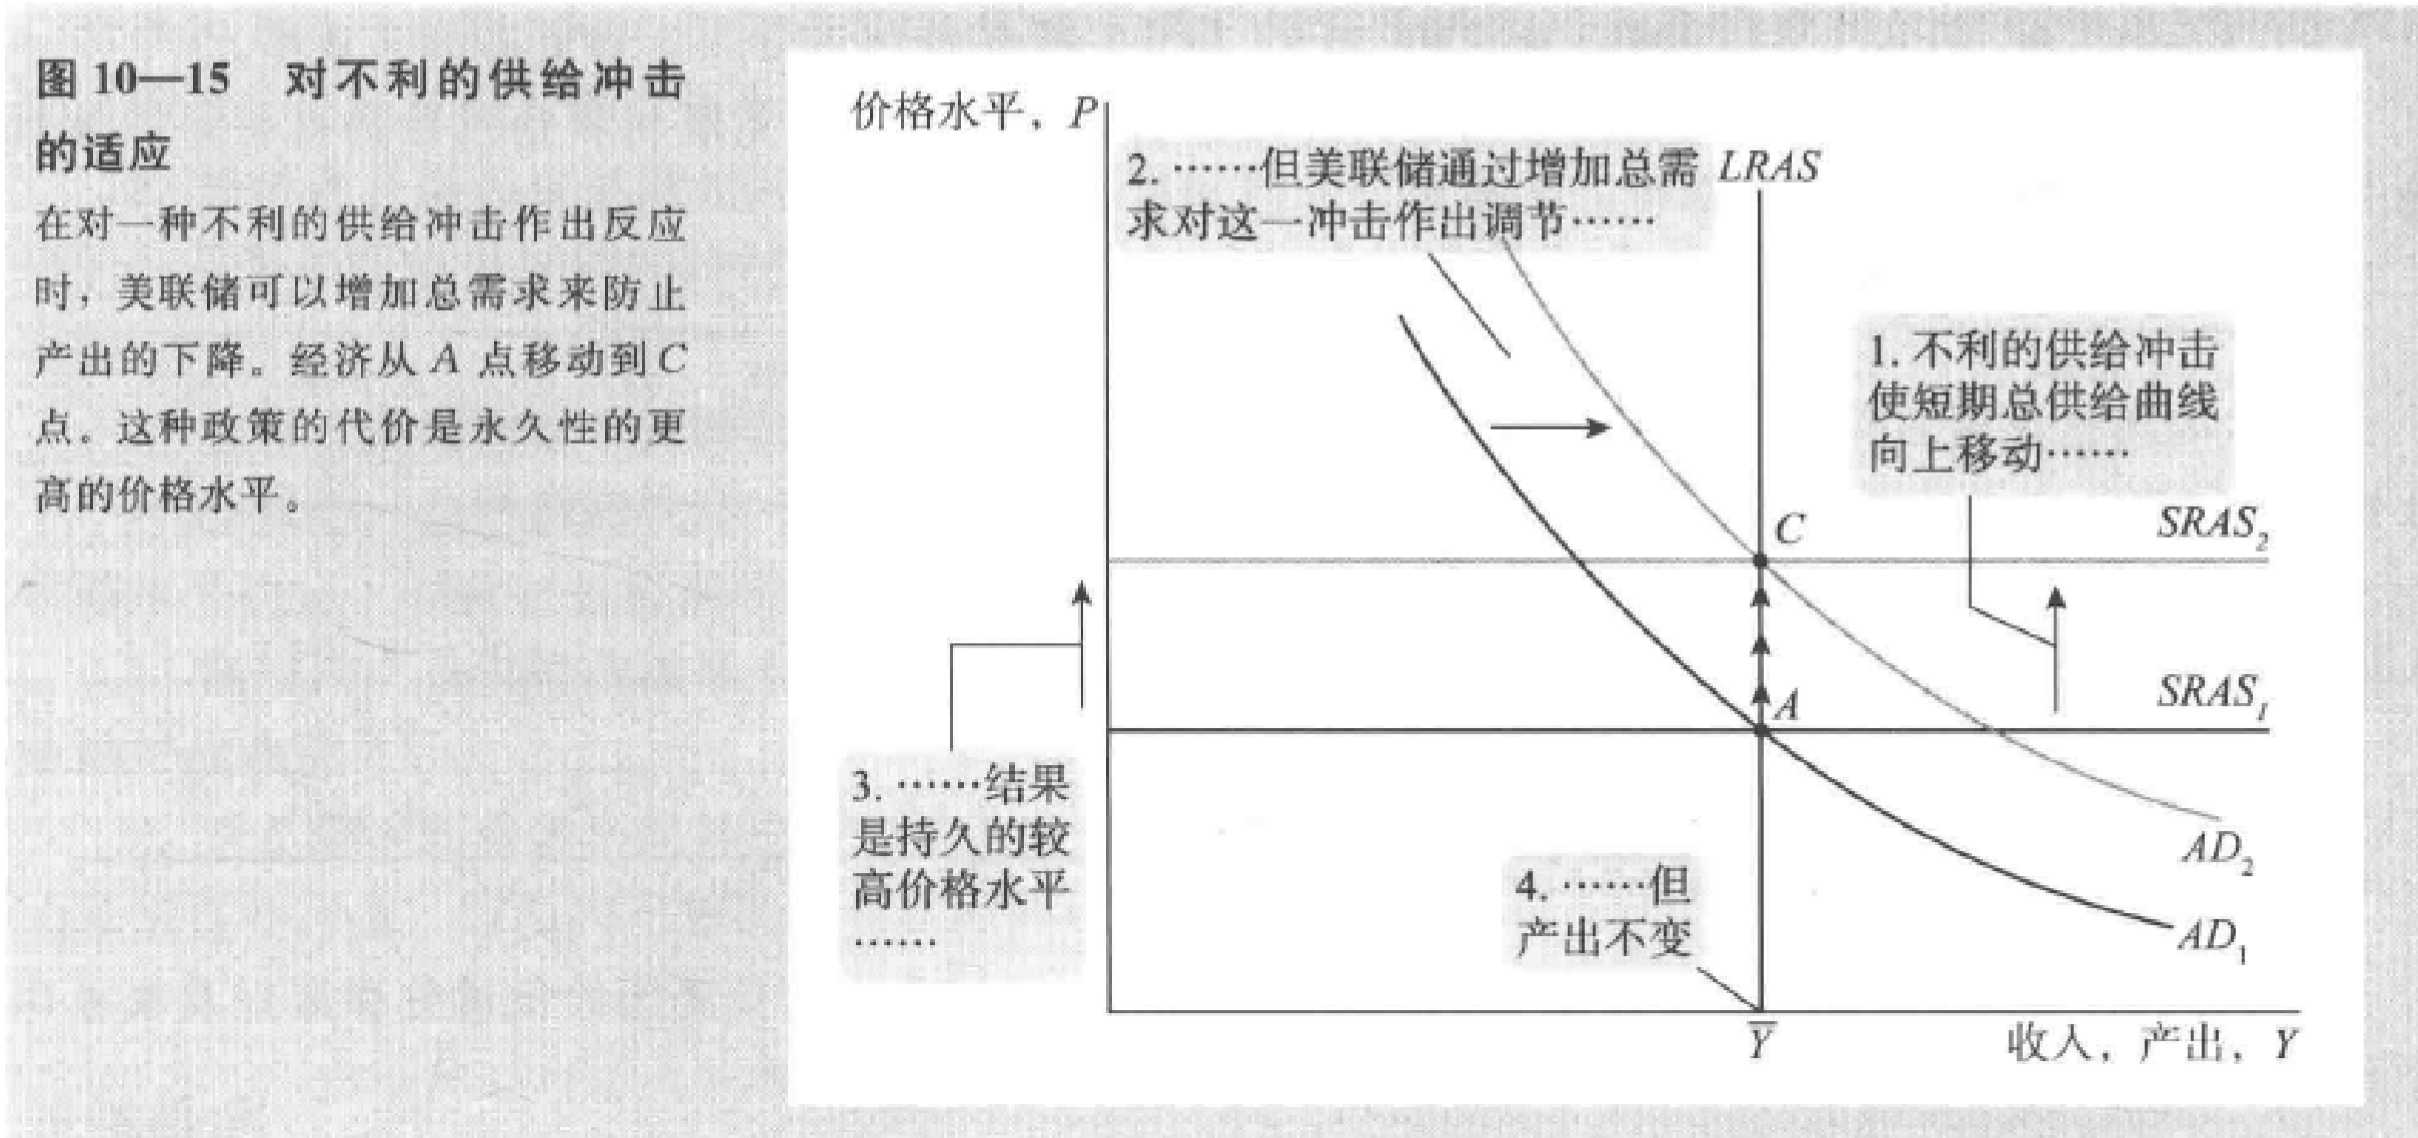 图 10—15 对不利的供给冲击
的适应
在对一种不利的供给冲击作出反应
时，美联储可以增加总需求来防止
产出的下降。经济从 A 点移动到 C
点。这种政策的代价是永久性的更
高的价格水平。
价格水平，P
2. ……但美联储通过增加总需
求对这一冲击作出调节……
LRAS
1. 不利的供给冲击
使短期总供给曲线
向上移动……
C
SRAS₂
A
SRAS₁
3. ……结果
是持久的较
高价格水平
……
AD₂
4. ……但
产出不变
AD₁
Y̅
收入，产出，Y